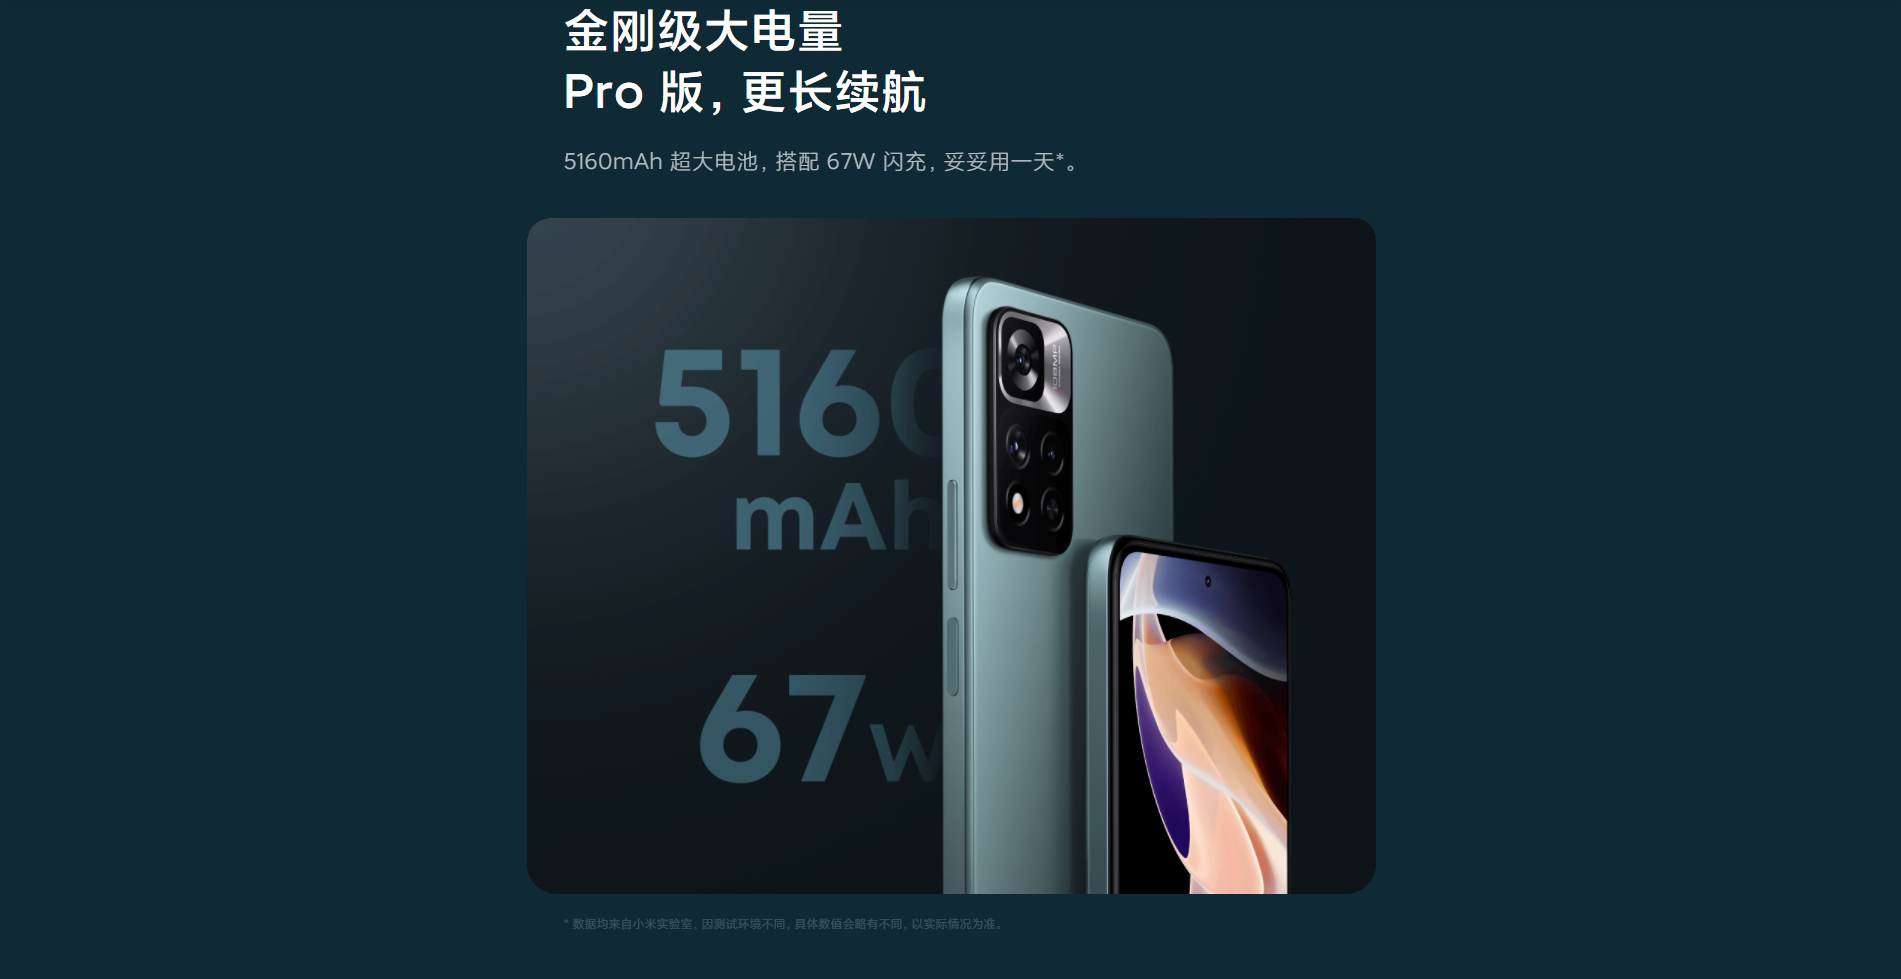 金刚级大电量
Pro 版，更长续航
5160mAh 超大电池，搭配 67W 闪充，妥妥用一天*。
5160
mAh
67W
108MP
* 数据均来自小米实验室，因测试环境不同，具体数值会略有不同，以实际情况为准。